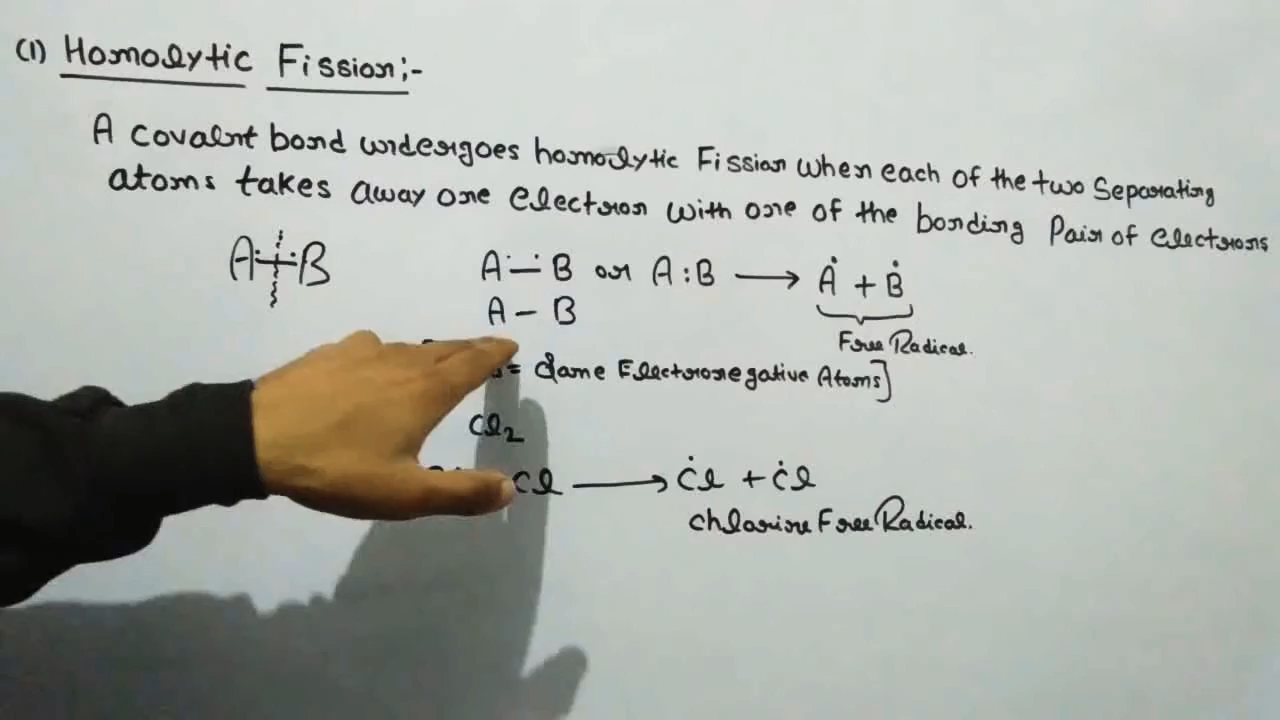 (1) Homolytic Fission:-
A covalnt bond undergoes homolytic Fission when each of the two Separating
atoms takes away one electron with one of the bonding Pair of electrons
A÷B
A — B or A : B ⟶ Ȧ + Ḃ
A – B
Free Radical.
= Same Electronegative Atoms]
Cl₂
Cl ⟶ Ċl + Ċl
chlorine Free Radical.